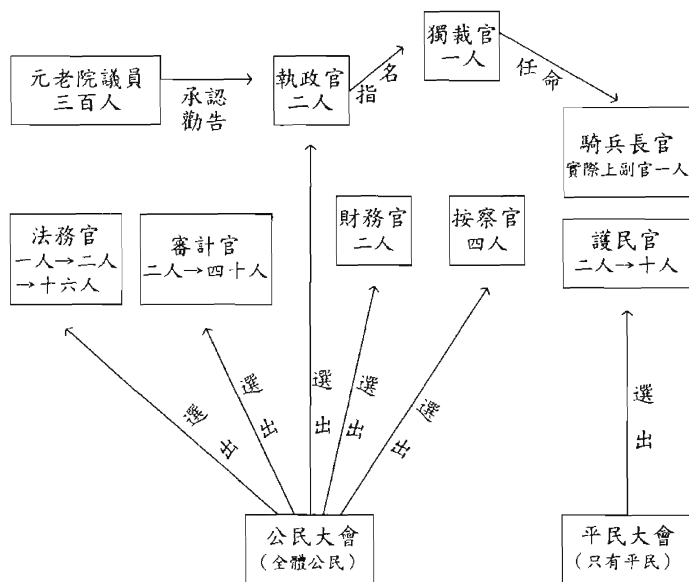 元老院議員
三百人
承認
勸告
執政官
二人
指名
獨裁官
一人
任命
騎兵長官
實際上副官一人
法務官
一人→二人
→十六人
審計官
二人→四十人
財務官
二人
按察官
四人
護民官
二人→十人
選出
選出
選出
選出
選出
選出
公民大會
(全體公民)
平民大會
(只有平民)